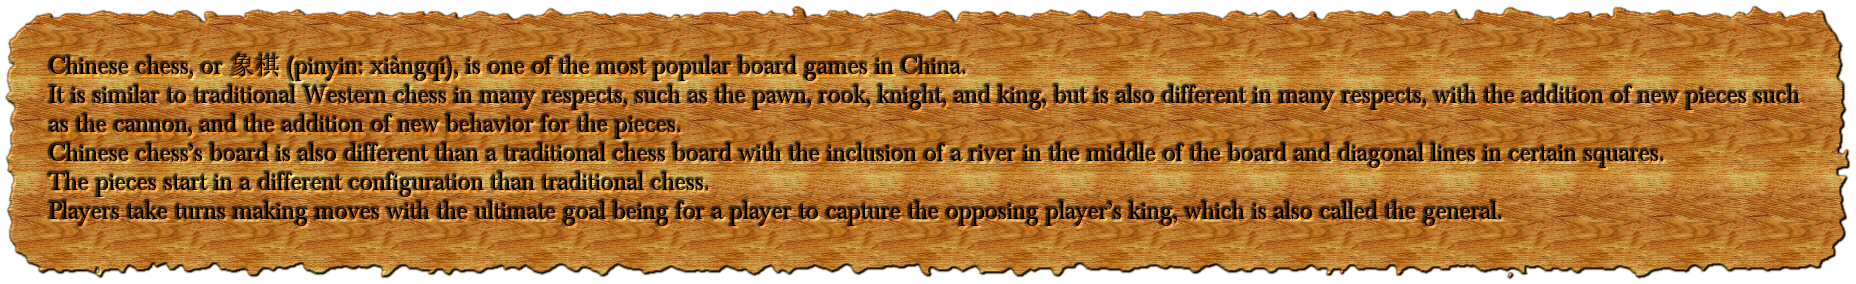 Chinese chess, or 象棋 (pinyin: xiàngqí), is one of the most popular board games in China.
It is similar to traditional Western chess in many respects, such as the pawn, rook, knight, and king, but is also different in many respects, with the addition of new pieces such
as the cannon, and the addition of new behavior for the pieces.
Chinese chess's board is also different than a traditional chess board with the inclusion of a river in the middle of the board and diagonal lines in certain squares.
The pieces start in a different configuration than traditional chess.
Players take turns making moves with the ultimate goal being for a player to capture the opposing player's king, which is also called the general.